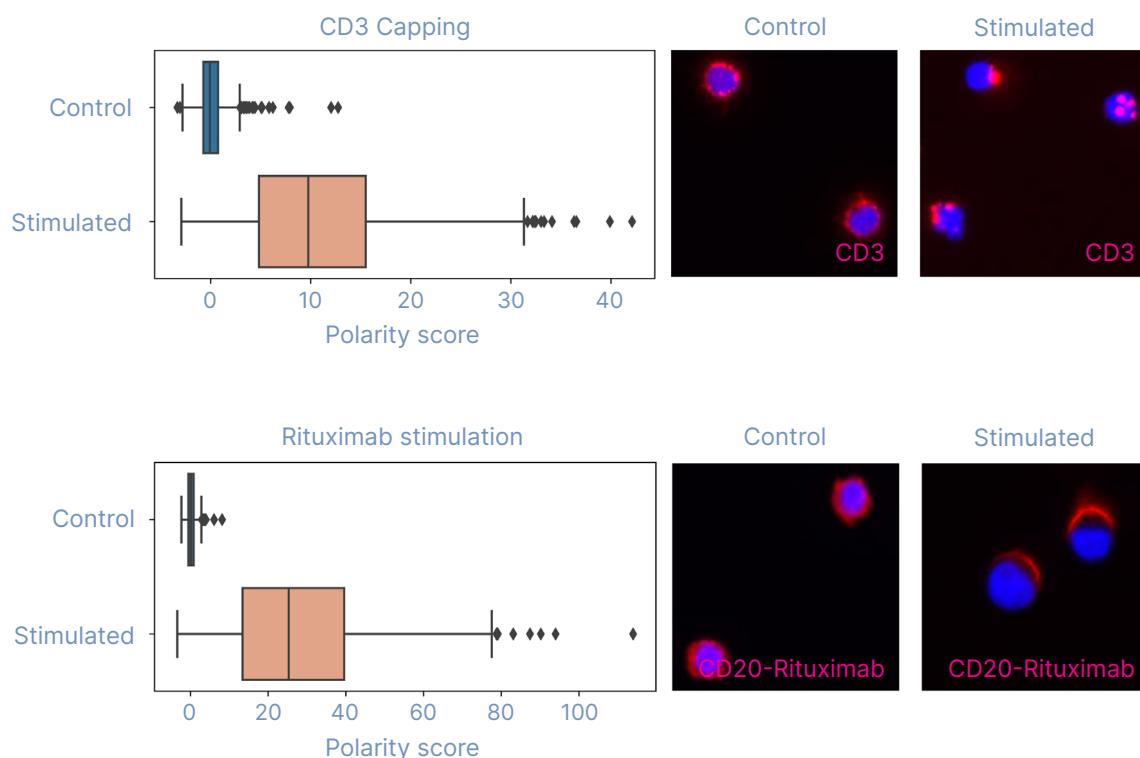 CD3 Capping
Control
Stimulated
Control
Stimulated
0 10 20 30 40
Polarity score
CD3
CD3
Rituximab stimulation
Control
Stimulated
Control
Stimulated
0 20 40 60 80 100
Polarity score
CD20-Rituximab
CD20-Rituximab